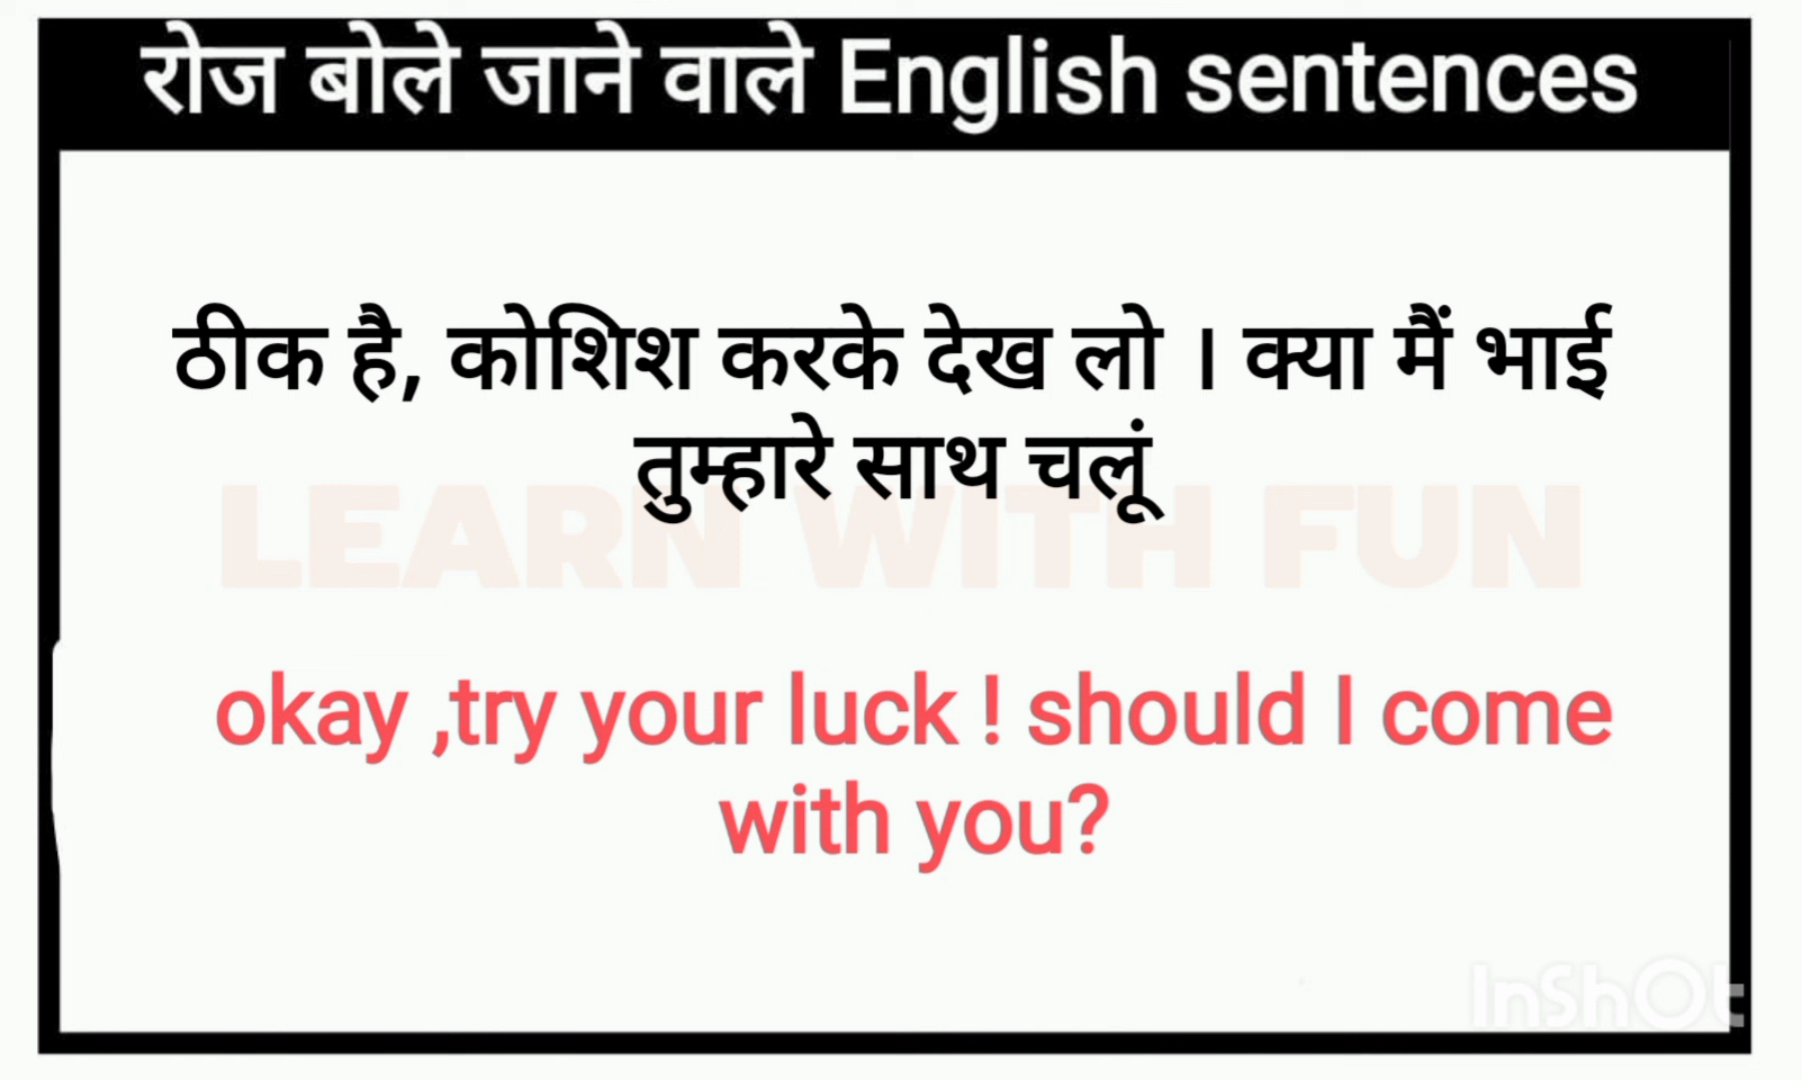 रोज बोले जाने वाले English sentences
ठीक है, कोशिश करके देख लो । क्या मैं भाई
तुम्हारे साथ चलूं
LEARN WITH FUN
okay ,try your luck ! should I come
with you?
InShOt